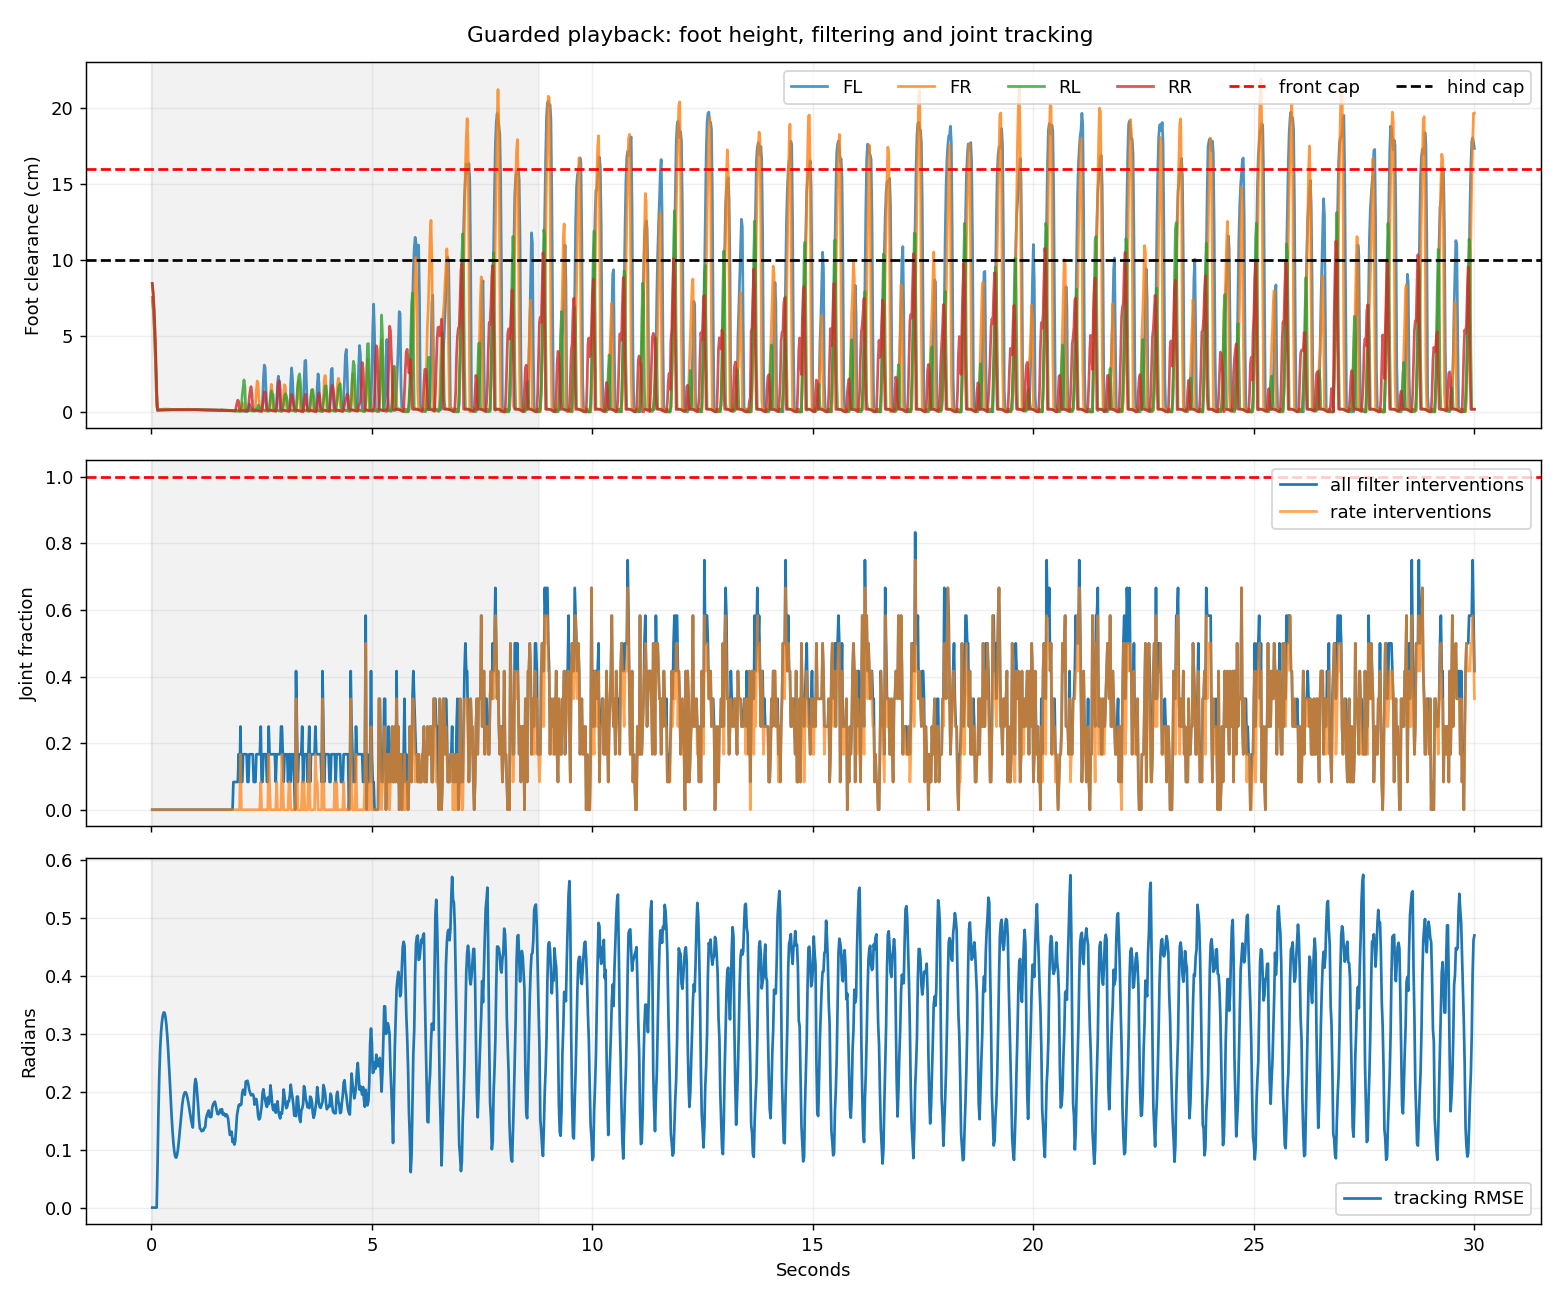 Guarded playback: foot height, filtering and joint tracking
FL FR RL RR front cap hind cap
Foot clearance (cm)
20
15
10
5
0
all filter interventions
rate interventions
Joint fraction
1.0
0.8
0.6
0.4
0.2
0.0
Radians
0.6
0.5
0.4
0.3
0.2
0.1
0.0
tracking RMSE
0 5 10 15 20 25 30
Seconds